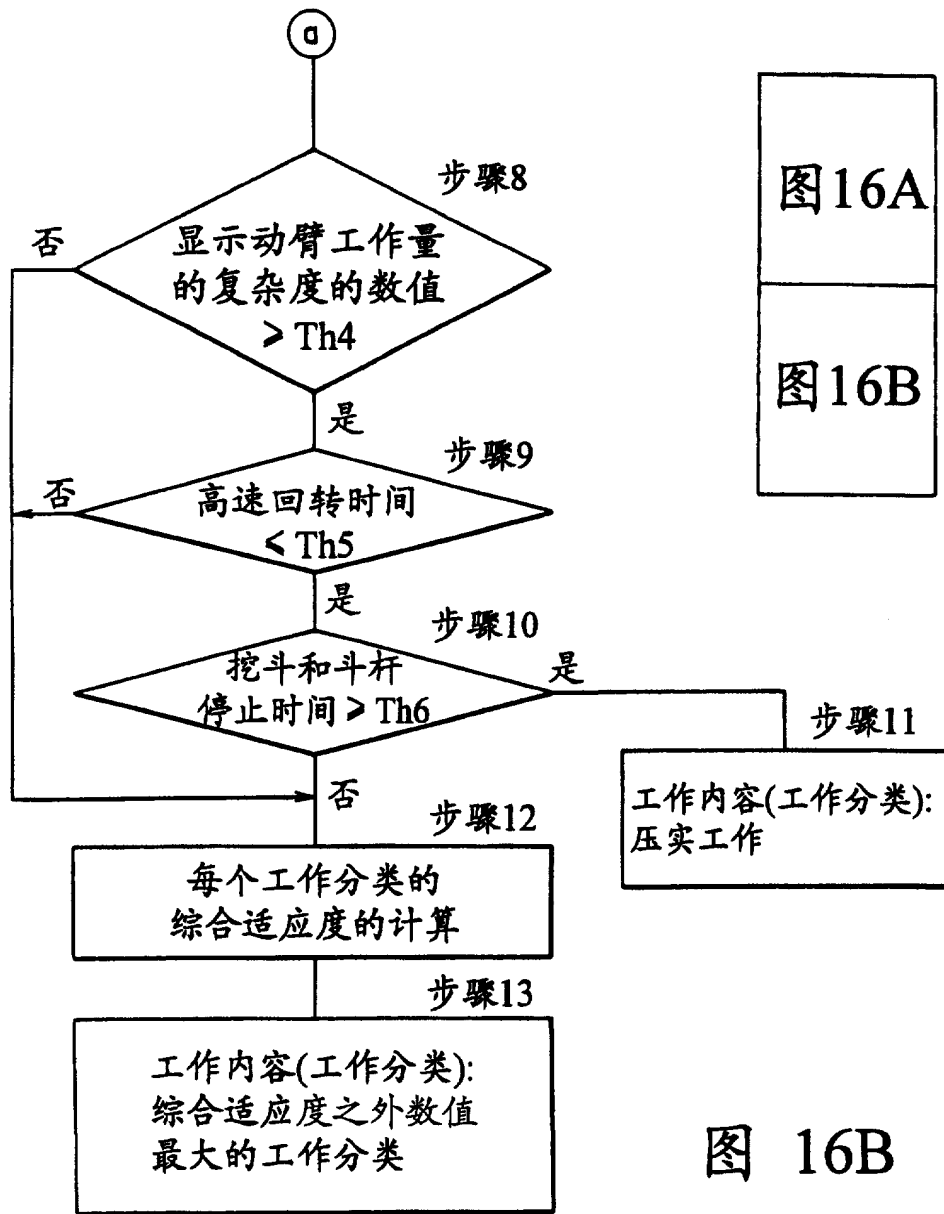 a
步骤8
否
显示动臂工作量
的复杂度的数值
≥ Th4
图16A
图16B
是
步骤9
否
高速回转时间
≤ Th5
是
步骤10
挖斗和斗杆
停止时间 ≥ Th6
是
步骤11
工作内容(工作分类):
压实工作
否
步骤12
每个工作分类的
综合适应度的计算
步骤13
工作内容(工作分类):
综合适应度之外数值
最大的工作分类
图 16B